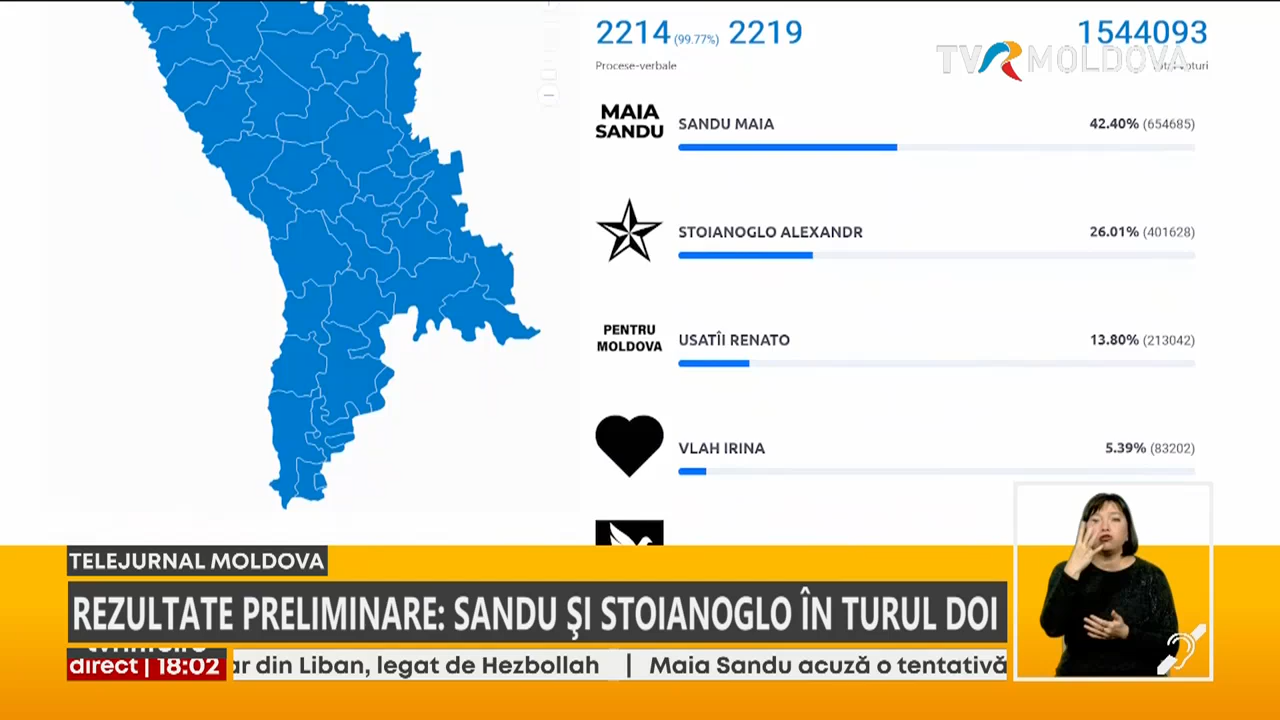 2214 (99.77%) 2219
Procese-verbale
1544093
TVR MOLDOVA
MAIA
SANDU
SANDU MAIA
42.40% (654685)
STOIANOGLO ALEXANDR
26.01% (401628)
PENTRU
MOLDOVA
USATÎI RENATO
13.80% (213042)
VLAH IRINA
5.39% (83202)
TELEJURNAL MOLDOVA
REZULTATE PRELIMINARE: SANDU ŞI STOIANOGLO ÎN TURUL DOI
direct | 18:02
ar din Liban, legat de Hezbollah | Maia Sandu acuză o tentativă